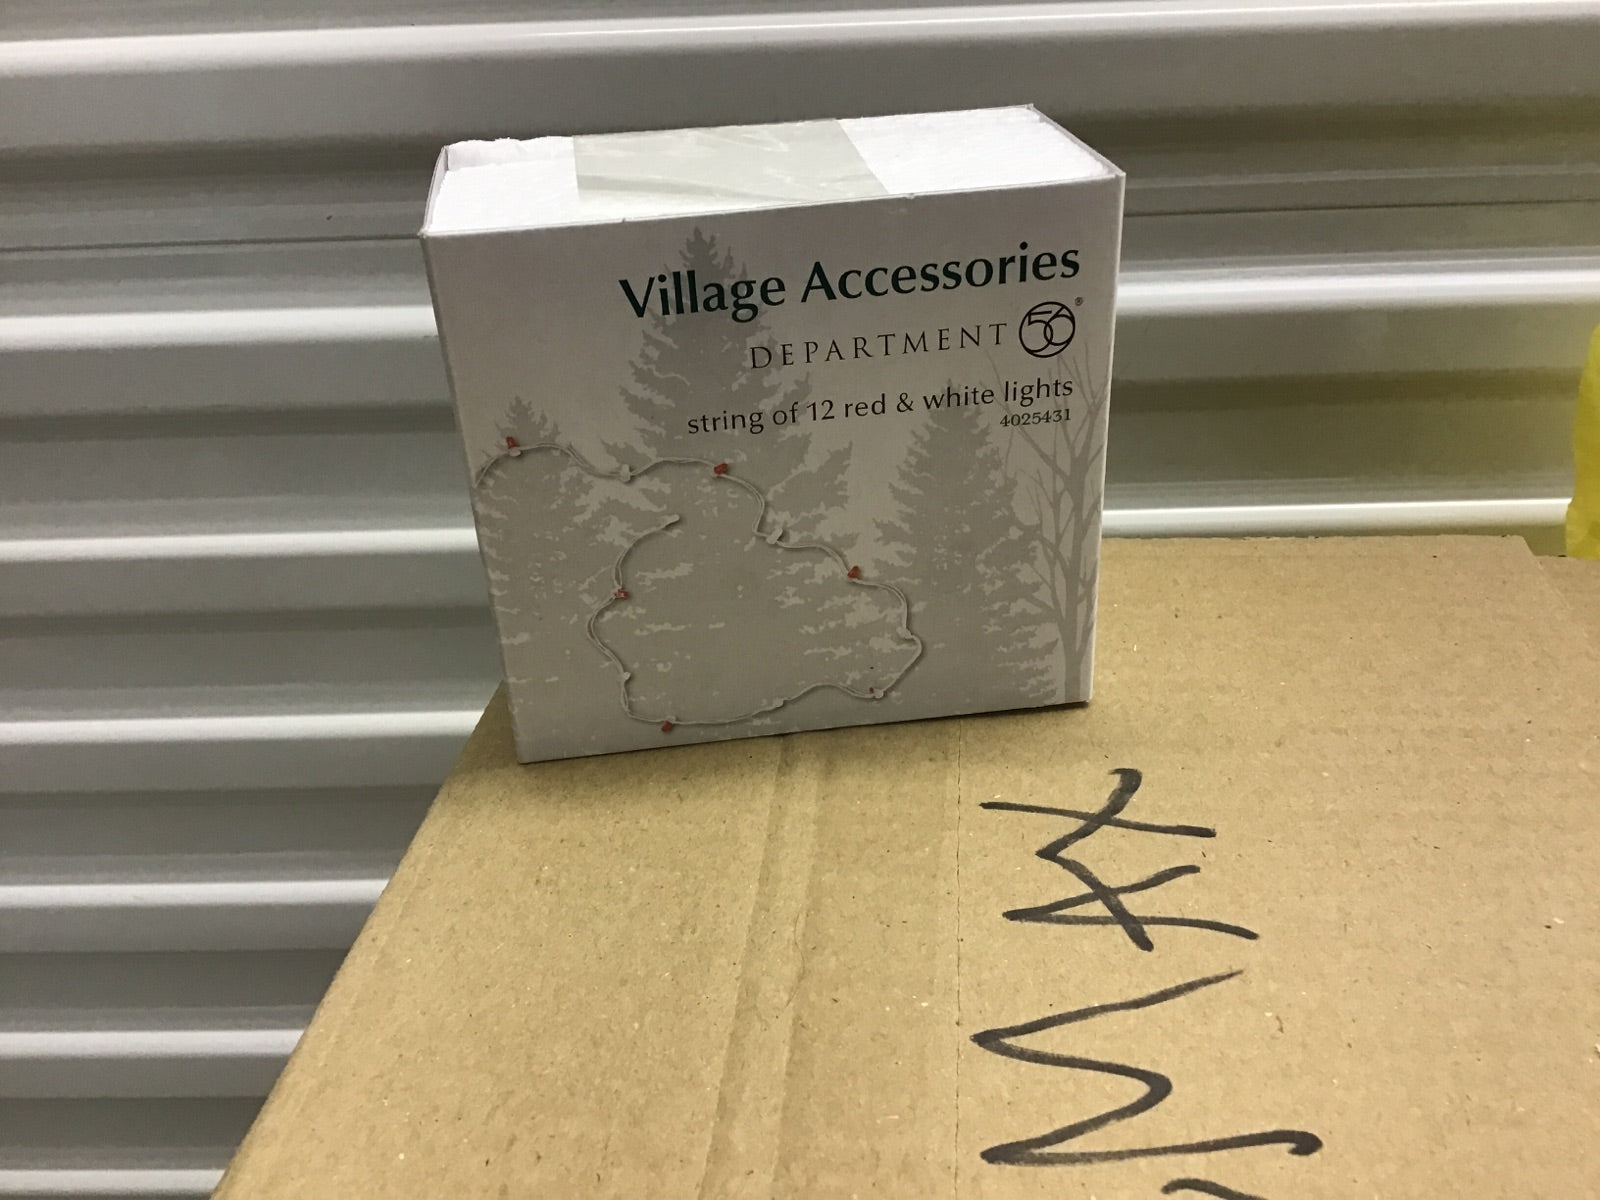 Village Accessories
DEPARTMENT 56®
string of 12 red & white lights
4025431